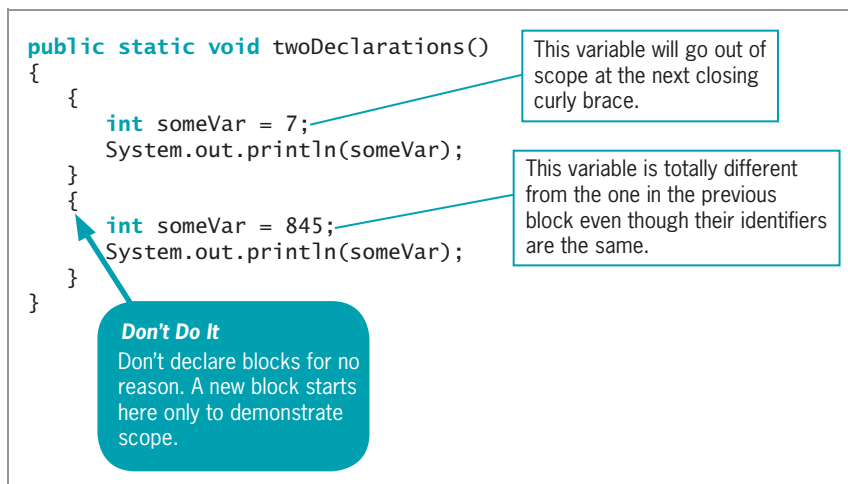 public static void twoDeclarations()
{
   {
      int someVar = 7;
      System.out.println(someVar);
   }
   {
      int someVar = 845;
      System.out.println(someVar);
   }
}
This variable will go out of
scope at the next closing
curly brace.
This variable is totally different
from the one in the previous
block even though their identifiers
are the same.
Don't Do It
Don't declare blocks for no
reason. A new block starts
here only to demonstrate
scope.